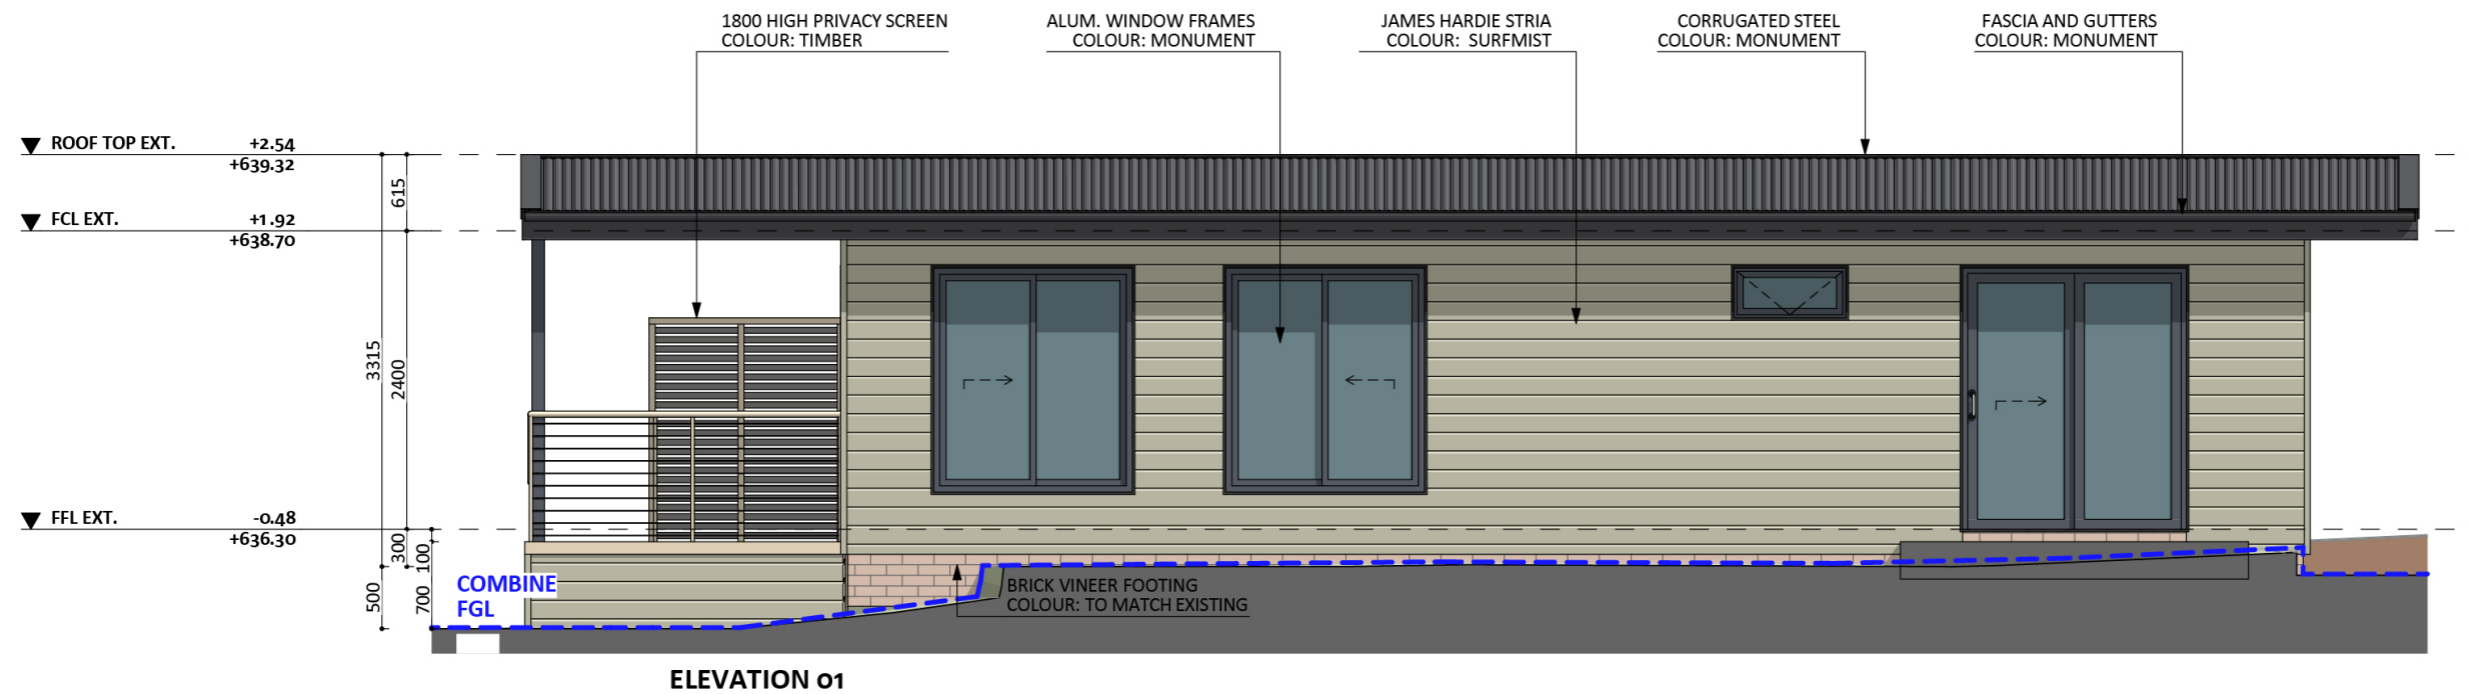 1800 HIGH PRIVACY SCREEN
COLOUR: TIMBER
ALUM. WINDOW FRAMES
COLOUR: MONUMENT
JAMES HARDIE STRIA
COLOUR: SURFMIST
CORRUGATED STEEL
COLOUR: MONUMENT
FASCIA AND GUTTERS
COLOUR: MONUMENT
ROOF TOP EXT. +2.54
+639.32
615
FCL EXT. +1.92
+638.70
3315
2400
FFL EXT. -0.48
+636.30
300
100
500
700
COMBINE
FGL
BRICK VINEER FOOTING
COLOUR: TO MATCH EXISTING
ELEVATION 01